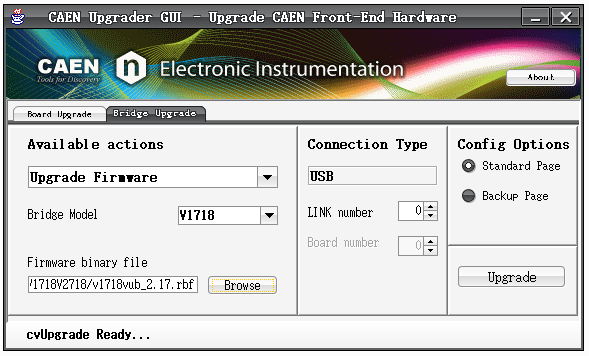 CAEN Upgrader GUI - Upgrade CAEN Front-End Hardware
CAEN n Electronic Instrumentation
Tools for Discovery
About
Board Upgrade Bridge Upgrade
Available actions
Upgrade Firmware
Bridge Model V1718
Firmware binary file
/1718V2718/v1718vub_2.17.rbf Browse
Connection Type
USB
LINK number 0
Board number 0
Config Options
Standard Page
Backup Page
Upgrade
cvUpgrade Ready...